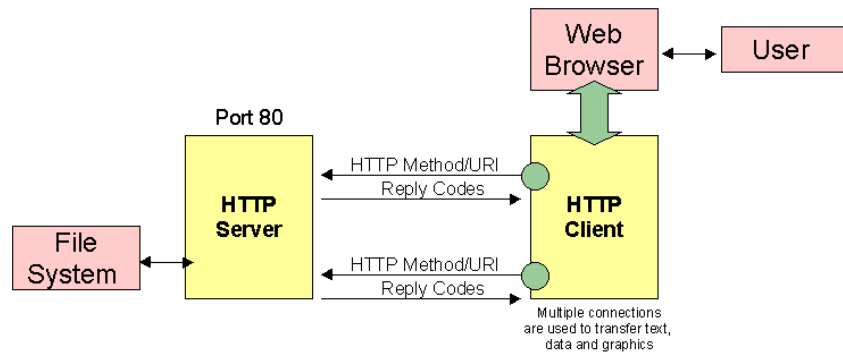 Web
Browser
User
Port 80
HTTP
Server
HTTP Method/URI
Reply Codes
HTTP
Client
File
System
HTTP Method/URI
Reply Codes
Multiple connections
are used to transfer text,
data and graphics